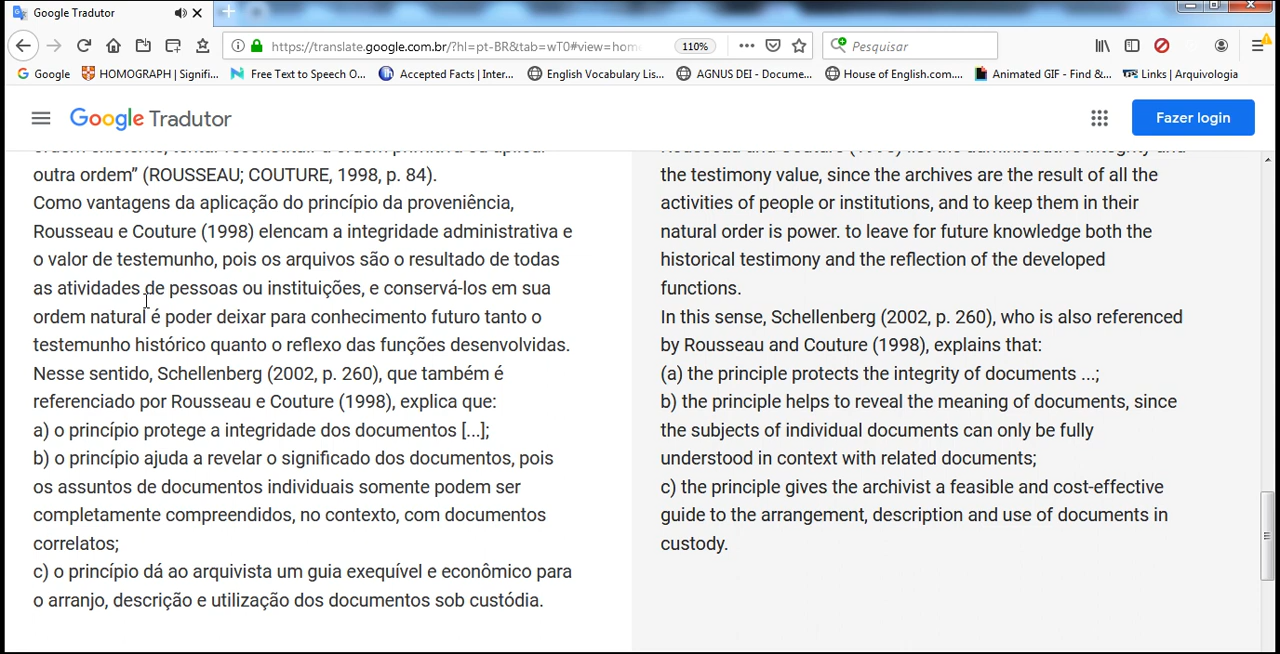 Google Tradutor
https://translate.google.com.br/?hl=pt-BR&tab=wT0#view=hom
110%
Pesquisar
Google
HOMOGRAPH | Signifi...
Free Text to Speech O...
Accepted Facts | Inter...
English Vocabulary Lis...
AGNUS DEI - Docume...
House of English.com....
Animated GIF - Find &...
Links | Arquivologia
Google Tradutor
Fazer login
outra ordem” (ROUSSEAU; COUTURE, 1998, p. 84).
Como vantagens da aplicação do princípio da proveniência,
Rousseau e Couture (1998) elencam a integridade administrativa e
o valor de testemunho, pois os arquivos são o resultado de todas
as atividades de pessoas ou instituições, e conservá-los em sua
ordem natural é poder deixar para conhecimento futuro tanto o
testemunho histórico quanto o reflexo das funções desenvolvidas.
Nesse sentido, Schellenberg (2002, p. 260), que também é
referenciado por Rousseau e Couture (1998), explica que:
a) o princípio protege a integridade dos documentos [...];
b) o princípio ajuda a revelar o significado dos documentos, pois
os assuntos de documentos individuais somente podem ser
completamente compreendidos, no contexto, com documentos
correlatos;
c) o princípio dá ao arquivista um guia exequível e econômico para
o arranjo, descrição e utilização dos documentos sob custódia.
the testimony value, since the archives are the result of all the
activities of people or institutions, and to keep them in their
natural order is power. to leave for future knowledge both the
historical testimony and the reflection of the developed
functions.
In this sense, Schellenberg (2002, p. 260), who is also referenced
by Rousseau and Couture (1998), explains that:
(a) the principle protects the integrity of documents ...;
b) the principle helps to reveal the meaning of documents, since
the subjects of individual documents can only be fully
understood in context with related documents;
c) the principle gives the archivist a feasible and cost-effective
guide to the arrangement, description and use of documents in
custody.